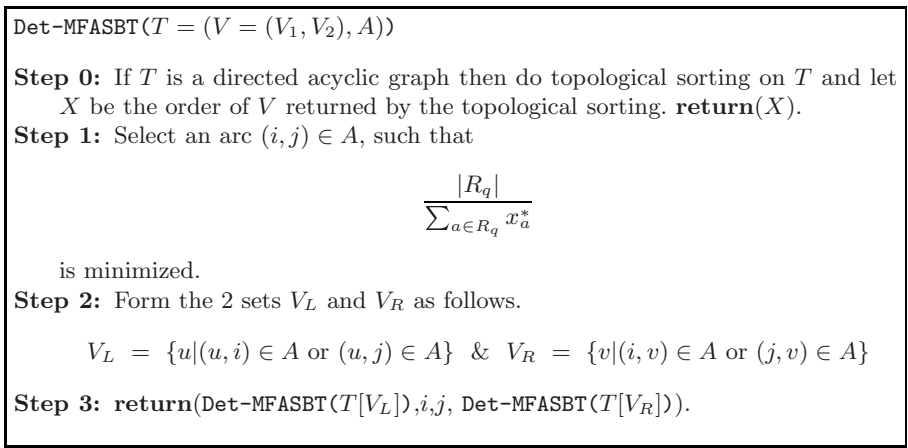 Det-MFASBT(T = (V = (V₁, V₂), A))
Step 0: If T is a directed acyclic graph then do topological sorting on T and let
X be the order of V returned by the topological sorting. return(X).
Step 1: Select an arc (i, j) ∈ A, such that
|R_q|
∑_{a∈R_q} x*_a
is minimized.
Step 2: Form the 2 sets V_L and V_R as follows.
V_L = {u|(u, i) ∈ A or (u, j) ∈ A} & V_R = {v|(i, v) ∈ A or (j, v) ∈ A}
Step 3: return(Det-MFASBT(T[V_L]),i,j, Det-MFASBT(T[V_R])).